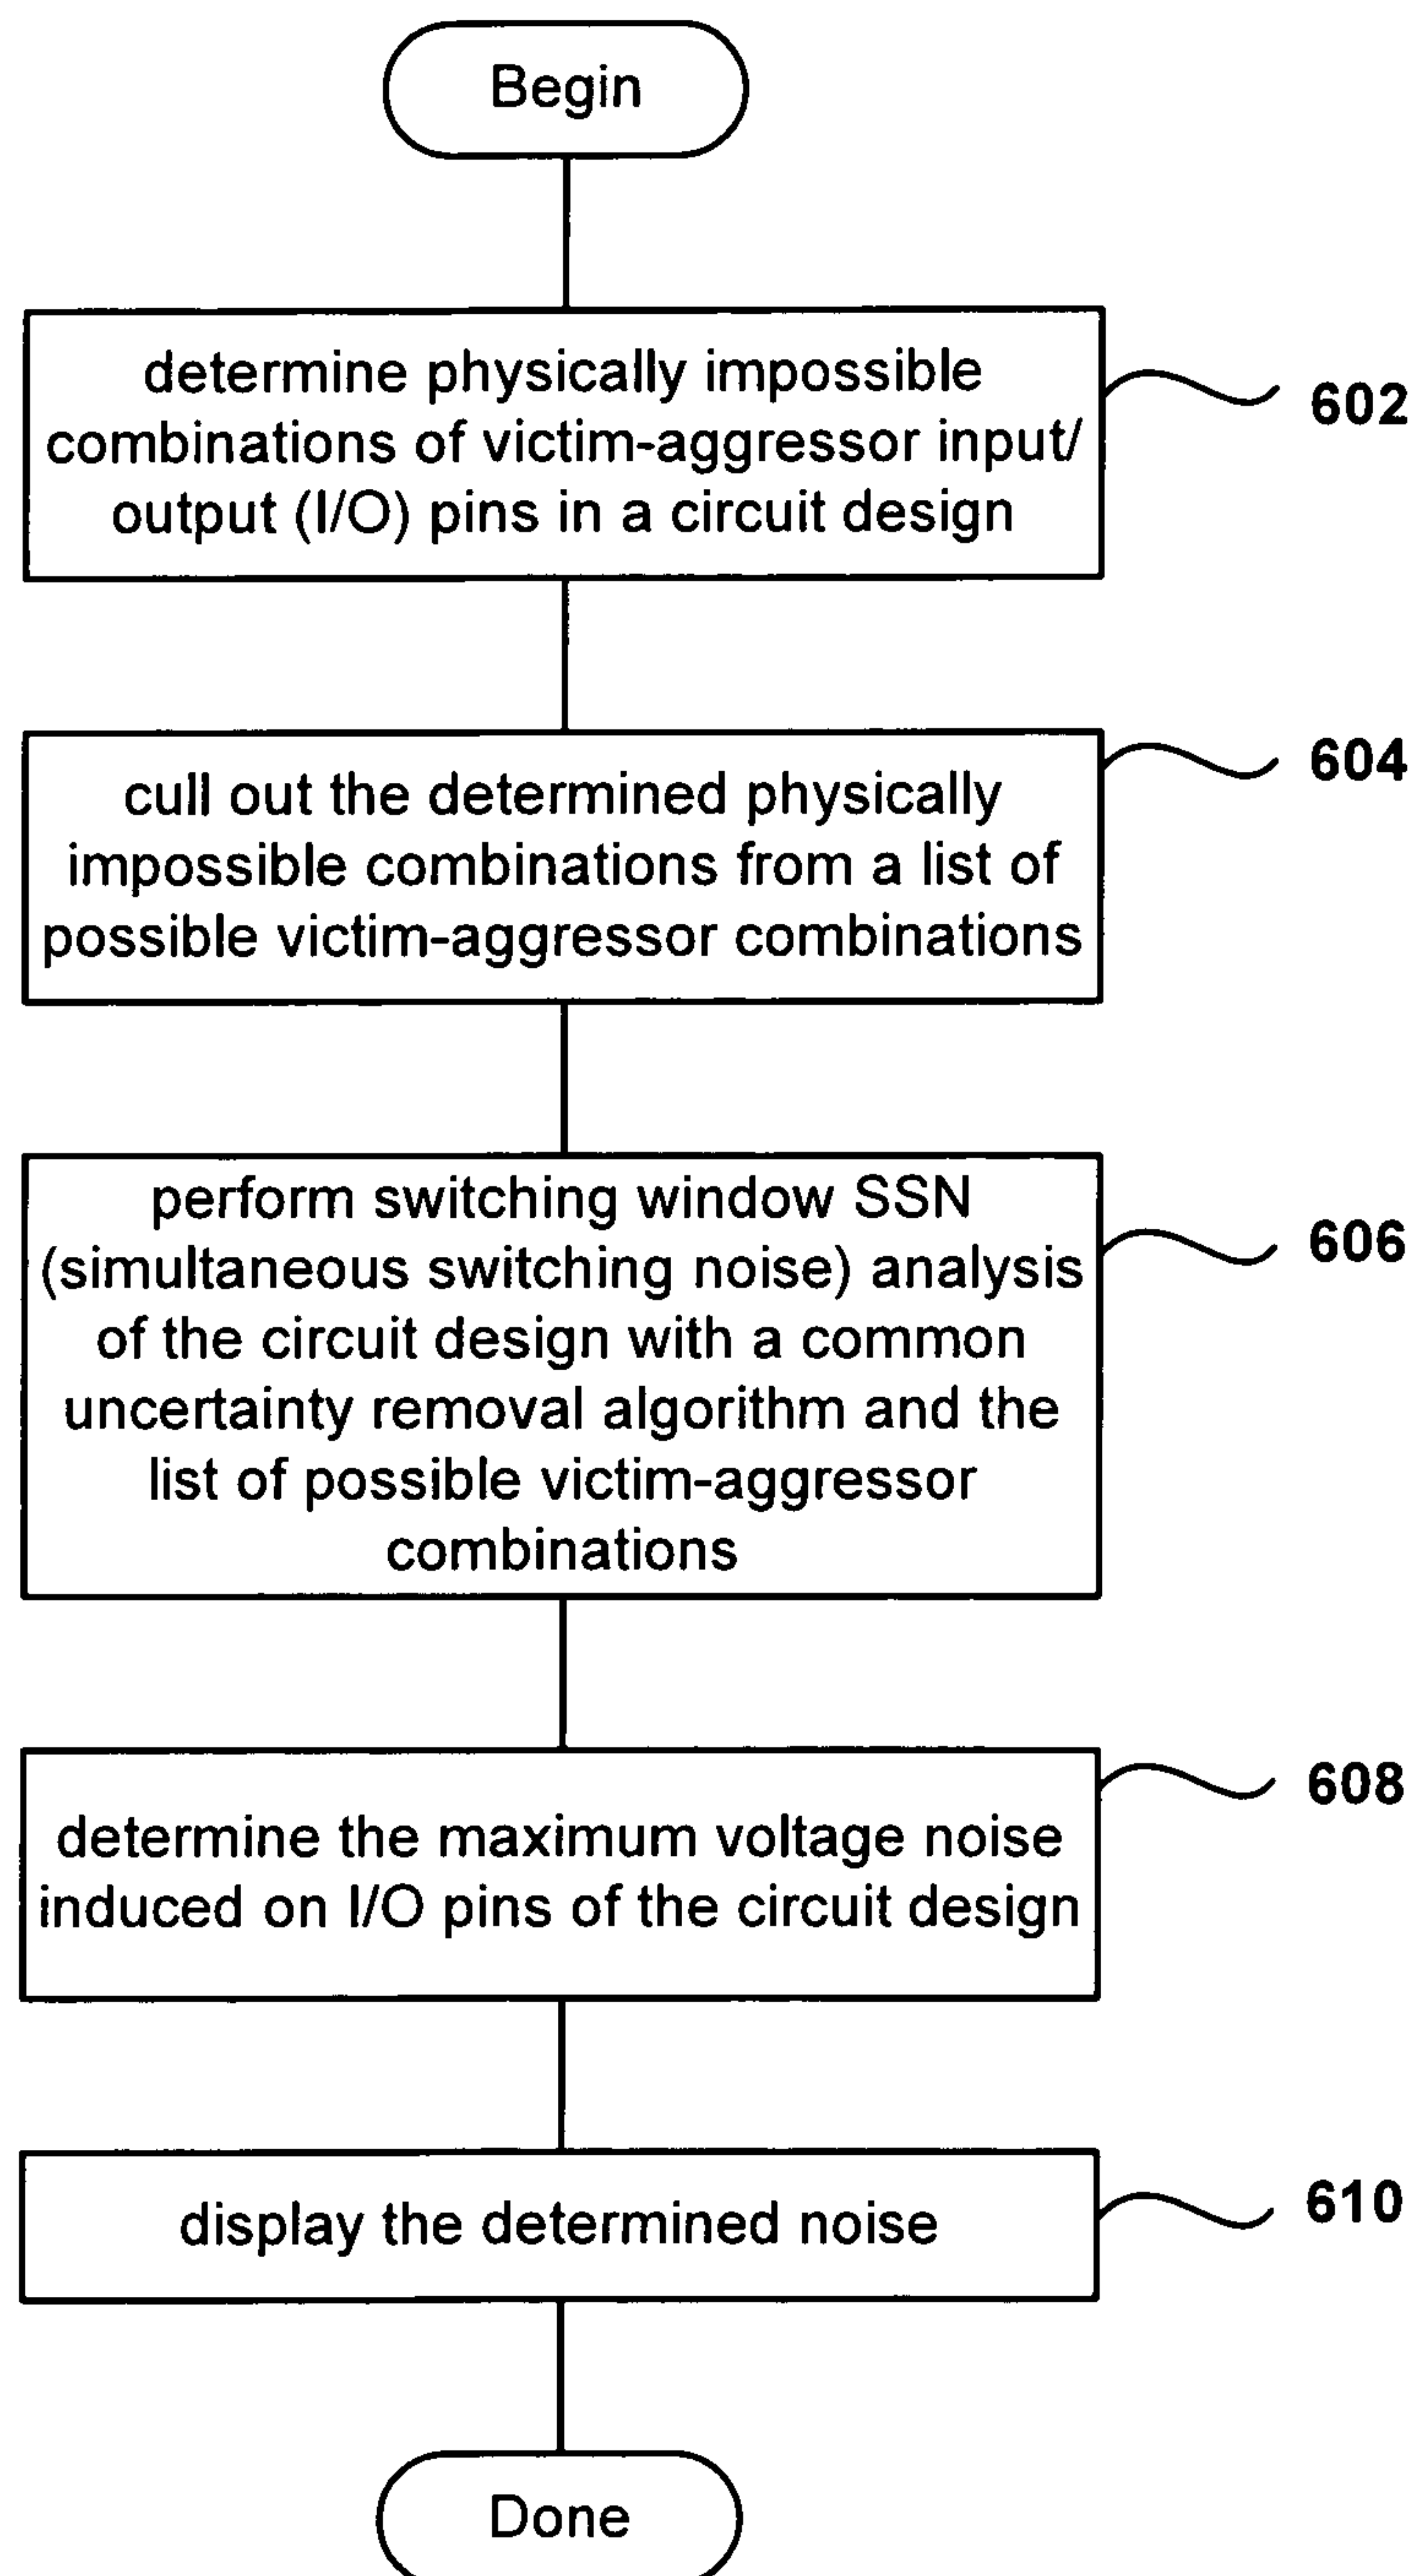 Begin
determine physically impossible
combinations of victim-aggressor input/
output (I/O) pins in a circuit design
602
cull out the determined physically
impossible combinations from a list of
possible victim-aggressor combinations
604
perform switching window SSN
(simultaneous switching noise) analysis
of the circuit design with a common
uncertainty removal algorithm and the
list of possible victim-aggressor
combinations
606
determine the maximum voltage noise
induced on I/O pins of the circuit design
608
display the determined noise
610
Done